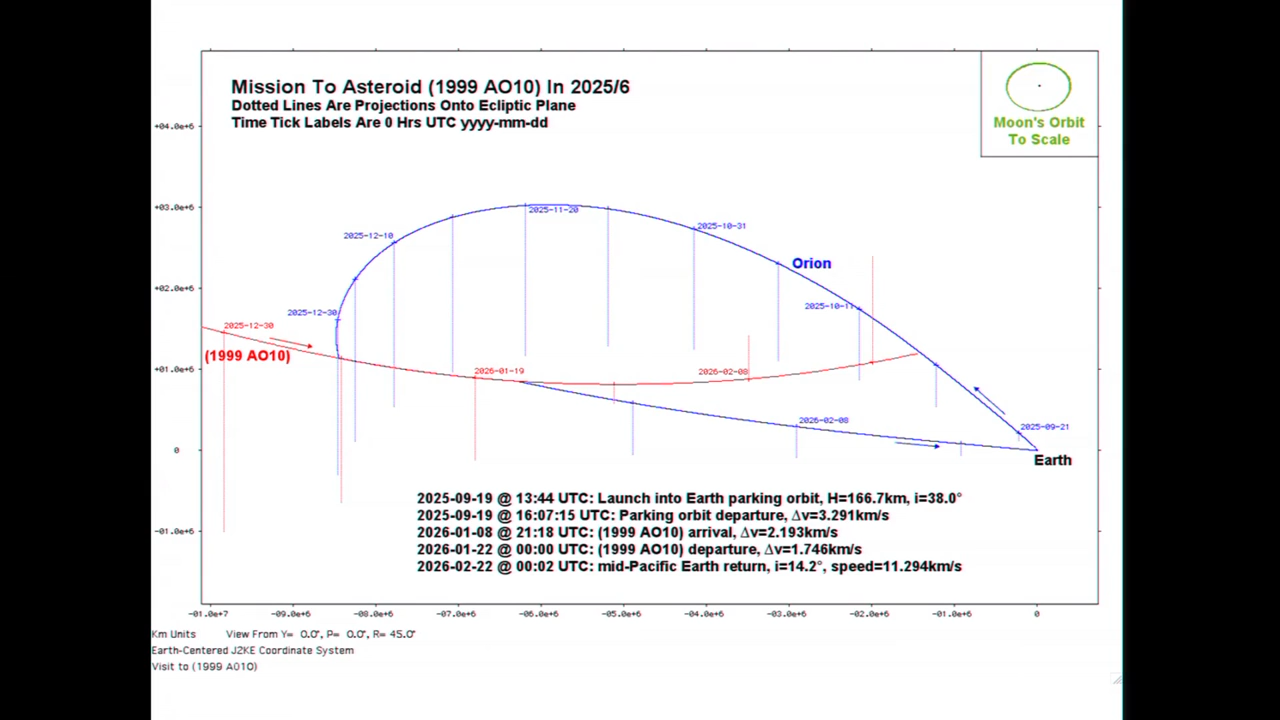 Mission To Asteroid (1999 AO10) In 2025/6
Dotted Lines Are Projections Onto Ecliptic Plane
Time Tick Labels Are 0 Hrs UTC yyyy-mm-dd
Moon's Orbit
To Scale
+04.0e+6
+03.0e+6
+02.0e+6
+01.0e+6
0
-01.0e+6
2025-11-20
2025-10-31
2025-12-10
Orion
2025-10-11
2025-12-30
2025-12-30
(1999 AO10)
2026-01-19
2026-02-08
2026-02-08
2025-09-21
Earth
2025-09-19 @ 13:44 UTC: Launch into Earth parking orbit, H=166.7km, i=38.0°
2025-09-19 @ 16:07:15 UTC: Parking orbit departure, Δv=3.291km/s
2026-01-08 @ 21:18 UTC: (1999 AO10) arrival, Δv=2.193km/s
2026-01-22 @ 00:00 UTC: (1999 AO10) departure, Δv=1.746km/s
2026-02-22 @ 00:02 UTC: mid-Pacific Earth return, i=14.2°, speed=11.294km/s
-01.0e+7 -09.0e+6 -08.0e+6 -07.0e+6 -06.0e+6 -05.0e+6 -04.0e+6 -03.0e+6 -02.0e+6 -01.0e+6 0
Km Units View From Y= 0.0°, P= 0.0°, R= 45.0°
Earth-Centered J2KE Coordinate System
Visit to (1999 AO10)